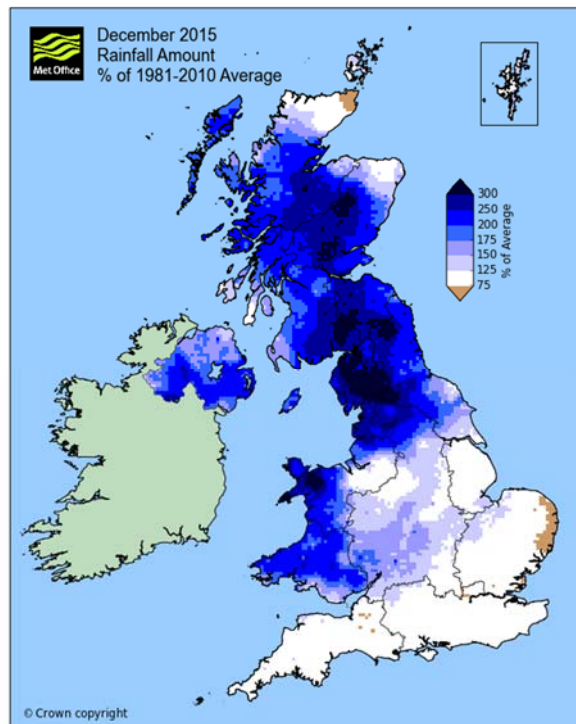 December 2015
Rainfall Amount
% of 1981-2010 Average
Met Office
300
250
200
175
150
125
75
% of Average
© Crown copyright